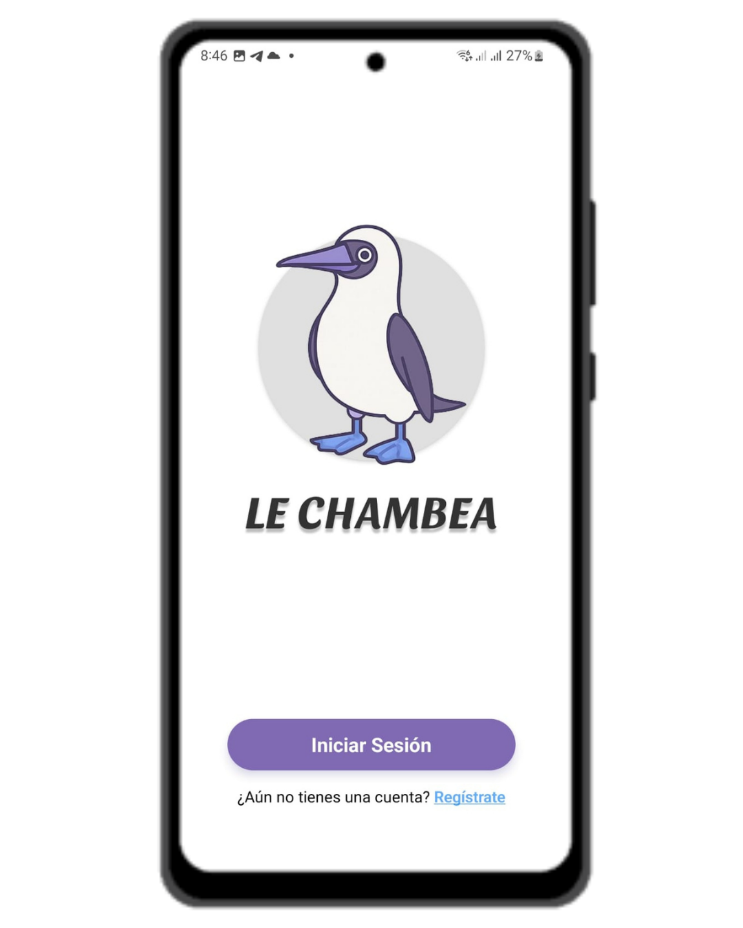 8:46 27%
LE CHAMBEA
Iniciar Sesión
¿Aún no tienes una cuenta? Regístrate